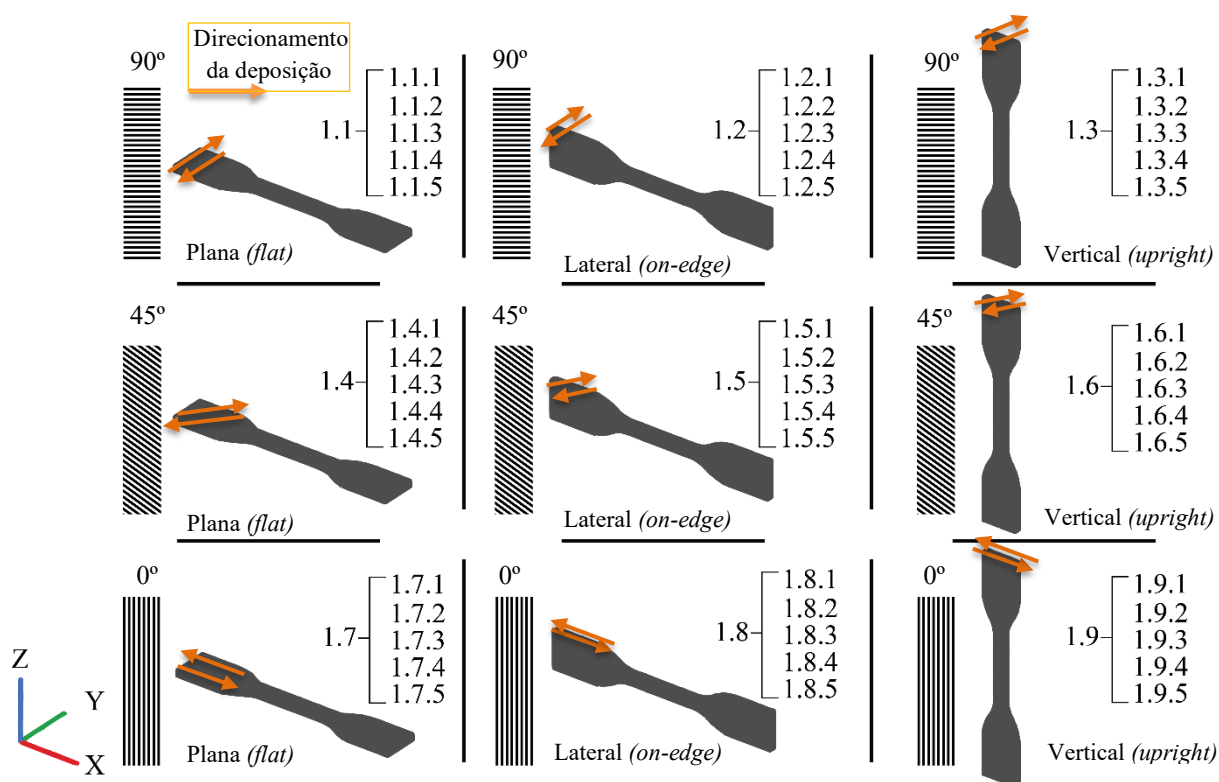 Direcionamento
da deposição
90º
1.1
1.1.1
1.1.2
1.1.3
1.1.4
1.1.5
Plana (flat)
90º
1.2
1.2.1
1.2.2
1.2.3
1.2.4
1.2.5
Lateral (on-edge)
90º
1.3
1.3.1
1.3.2
1.3.3
1.3.4
1.3.5
Vertical (upright)
45º
1.4
1.4.1
1.4.2
1.4.3
1.4.4
1.4.5
Plana (flat)
45º
1.5
1.5.1
1.5.2
1.5.3
1.5.4
1.5.5
Lateral (on-edge)
45º
1.6
1.6.1
1.6.2
1.6.3
1.6.4
1.6.5
Vertical (upright)
0º
1.7
1.7.1
1.7.2
1.7.3
1.7.4
1.7.5
Plana (flat)
0º
1.8
1.8.1
1.8.2
1.8.3
1.8.4
1.8.5
Lateral (on-edge)
0º
1.9
1.9.1
1.9.2
1.9.3
1.9.4
1.9.5
Vertical (upright)
Z
Y
X